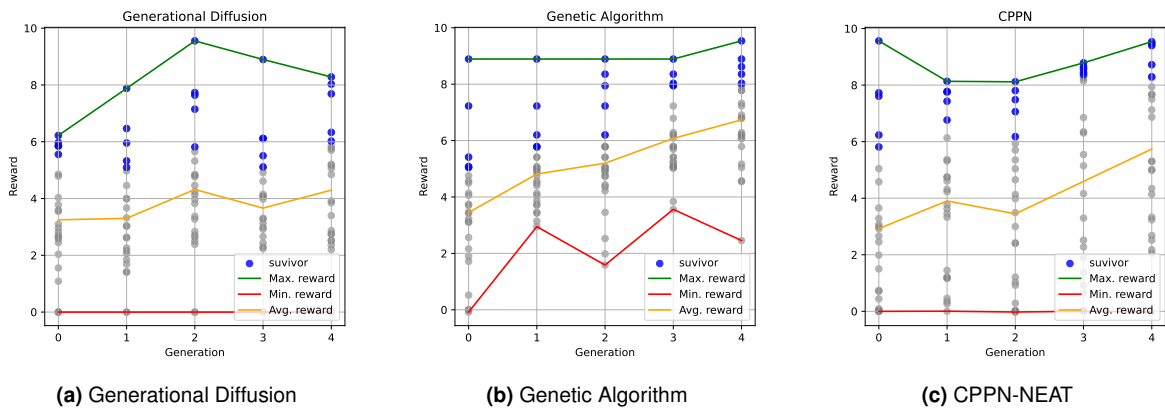 Generational Diffusion
10
8
6
4
2
0
Reward
0 1 2 3 4
Generation
suvivor
Max. reward
Min. reward
Avg. reward
(a) Generational Diffusion
Genetic Algorithm
10
8
6
4
2
0
Reward
0 1 2 3 4
Generation
suvivor
Max. reward
Min. reward
Avg. reward
(b) Genetic Algorithm
CPPN
10
8
6
4
2
0
Reward
0 1 2 3 4
Generation
suvivor
Max. reward
Min. reward
Avg. reward
(c) CPPN-NEAT